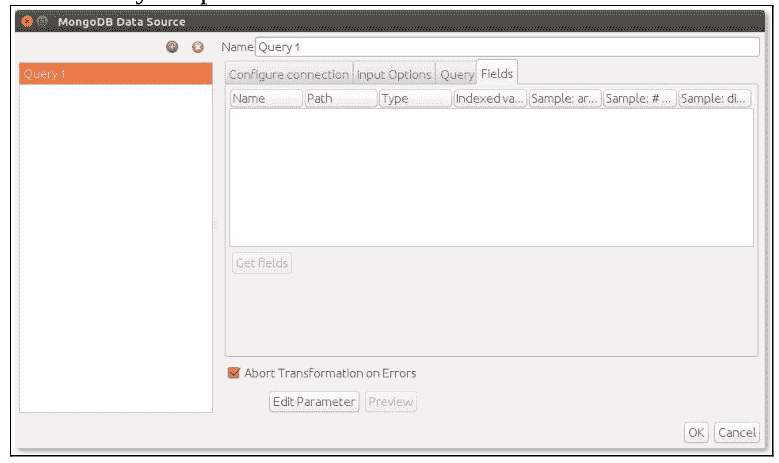 MongoDB Data Source
Name Query 1
Query 1
Configure connection Input Options Query Fields
Name Path Type Indexed va... Sample: ar... Sample: # ... Sample: di...
Get fields
Abort Transformation on Errors
Edit Parameter Preview
OK Cancel